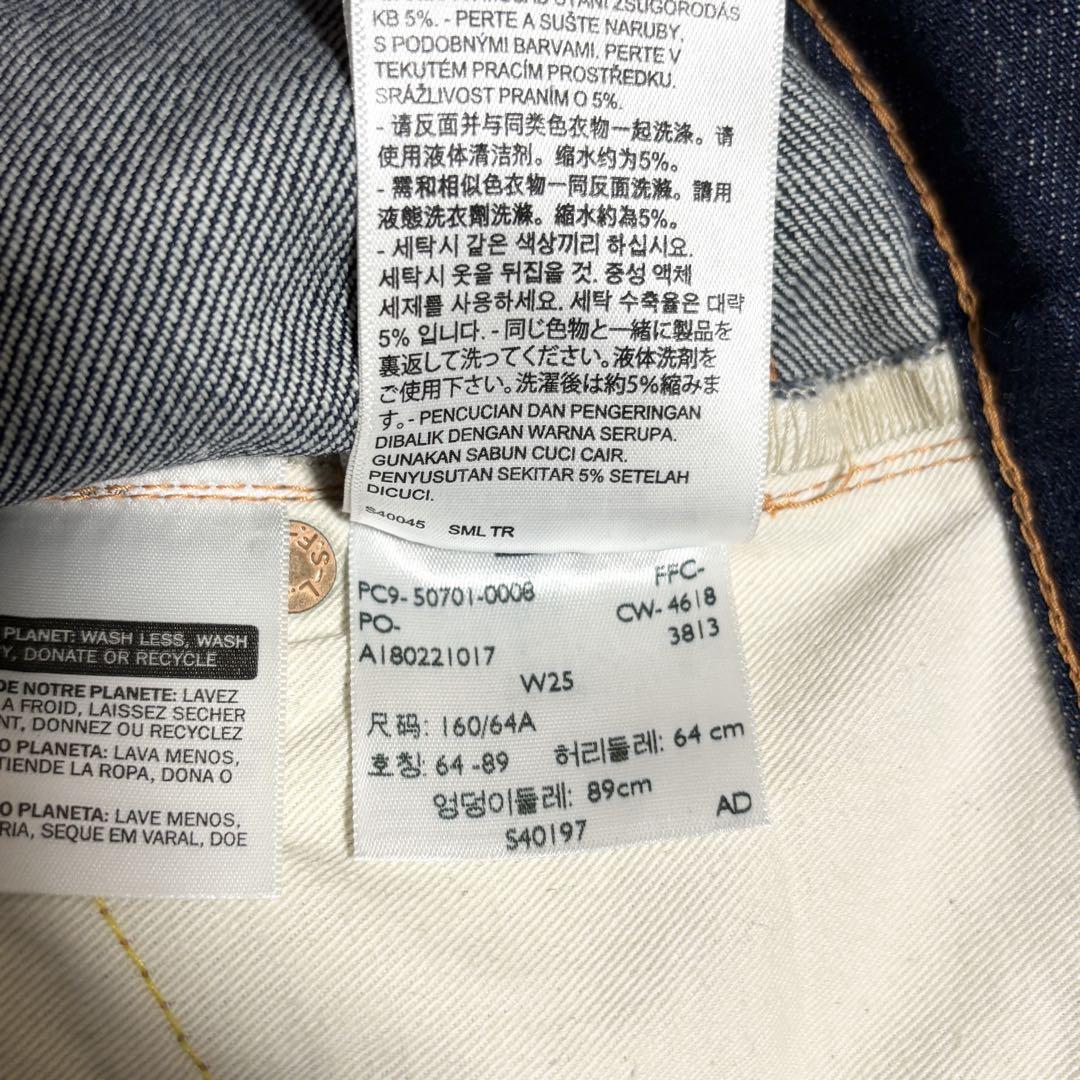 KB 5%. - PERTE A SUŠTE NARUBY,
S PODOBNÝMI BARVAMI. PERTE V
TEKUTÉM PRACÍM PROSTŘEDKU.
SRÁŽLIVOST PRANÍM O 5%.
- 请反面并与同类色衣物一起洗涤。请
使用液体清洁剂。缩水约为5%。
- 需和相似色衣物一同反面洗滌。請用
液態洗衣劑洗滌。縮水約為5%。
- 세탁시 같은 색상끼리 하십시요.
세탁시 옷을 뒤집을 것. 중성 액체
세제를 사용하세요. 세탁 수축율은 대략
5% 입니다. - 同じ色物と一緒に製品を
裏返して洗ってください。液体洗剤を
ご使用下さい。洗濯後は約5%縮みま
す。- PENCUCIAN DAN PENGERINGAN
DIBALIK DENGAN WARNA SERUPA.
GUNAKAN SABUN CUCI CAIR.
PENYUSUTAN SEKITAR 5% SETELAH
DICUCI.
S40045 SML TR
PC9- 50701-0008 FFC-
PO- CW- 4618
A180221017 3813
W25
尺码: 160/64A
호칭: 64 -89 허리둘레: 64 cm
엉덩이둘레: 89cm AD
S40197
PLANET: WASH LESS, WASH
Y, DONATE OR RECYCLE
DE NOTRE PLANETE: LAVEZ
A FROID, LAISSEZ SECHER
NT, DONNEZ OU RECYCLEZ
O PLANETA: LAVA MENOS,
TIENDE LA ROPA, DONA O
O PLANETA: LAVE MENOS,
RIA, SEQUE EM VARAL, DOE